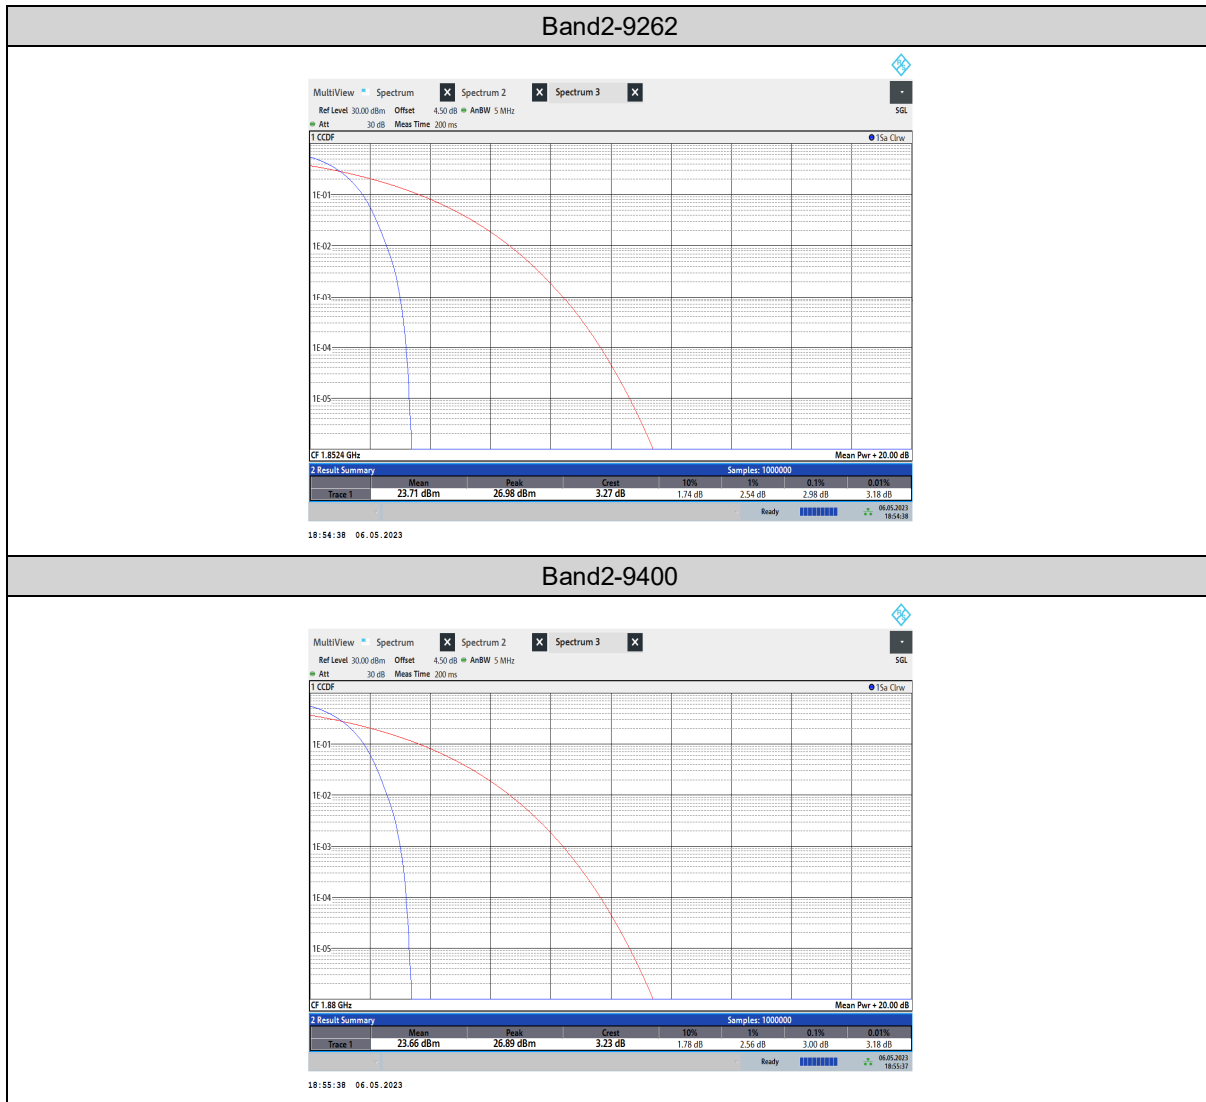 Band2-9262
MultiView Spectrum X Spectrum 2 X Spectrum 3 X
Ref Level 30.00 dBm Offset 4.50 dB AnBW 5 MHz SGL
Att 30 dB Meas Time 200 ms
1 CCDF 1Sa Clrw
1E-01
1E-02
1E-03
1E-04
1E-05
CF 1.8524 GHz Mean Pwr + 20.00 dB
2 Result Summary Samples: 1000000
Mean Peak Crest 10% 1% 0.1% 0.01%
Trace 1 23.71 dBm 26.98 dBm 3.27 dB 1.74 dB 2.54 dB 2.98 dB 3.18 dB
Ready 06.05.2023
18:54:38
18:54:38 06.05.2023
Band2-9400
MultiView Spectrum X Spectrum 2 X Spectrum 3 X
Ref Level 30.00 dBm Offset 4.50 dB AnBW 5 MHz SGL
Att 30 dB Meas Time 200 ms
1 CCDF 1Sa Clrw
1E-01
1E-02
1E-03
1E-04
1E-05
CF 1.88 GHz Mean Pwr + 20.00 dB
2 Result Summary Samples: 1000000
Mean Peak Crest 10% 1% 0.1% 0.01%
Trace 1 23.66 dBm 26.89 dBm 3.23 dB 1.78 dB 2.56 dB 3.00 dB 3.18 dB
Ready 06.05.2023
18:55:37
18:55:38 06.05.2023